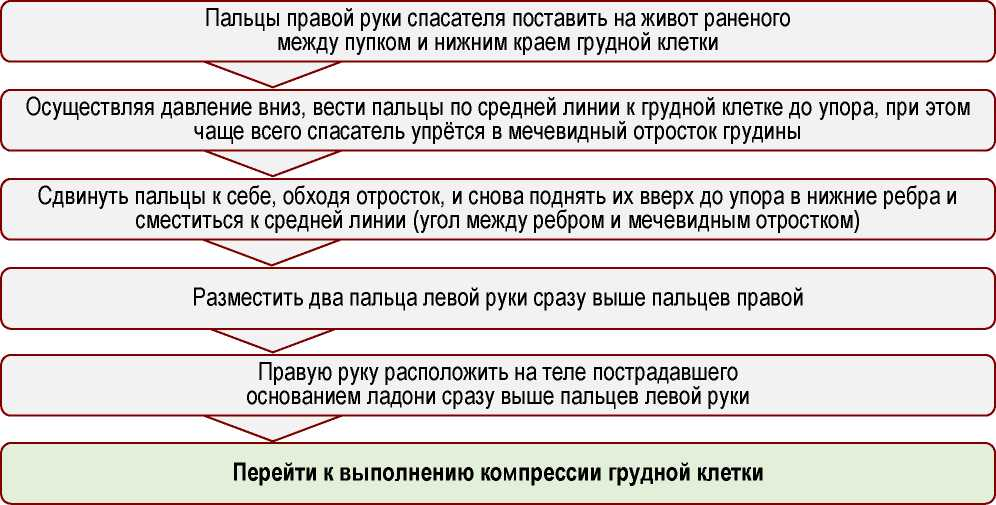 Пальцы правой руки спасателя поставить на живот раненого
между пупком и нижним краем грудной клетки
Осуществляя давление вниз, вести пальцы по средней линии к грудной клетке до упора, при этом
чаще всего спасатель упрётся в мечевидный отросток грудины
Сдвинуть пальцы к себе, обходя отросток, и снова поднять их вверх до упора в нижние ребра и
сместиться к средней линии (угол между ребром и мечевидным отростком)
Разместить два пальца левой руки сразу выше пальцев правой
Правую руку расположить на теле пострадавшего
основанием ладони сразу выше пальцев левой руки
Перейти к выполнению компрессии грудной клетки